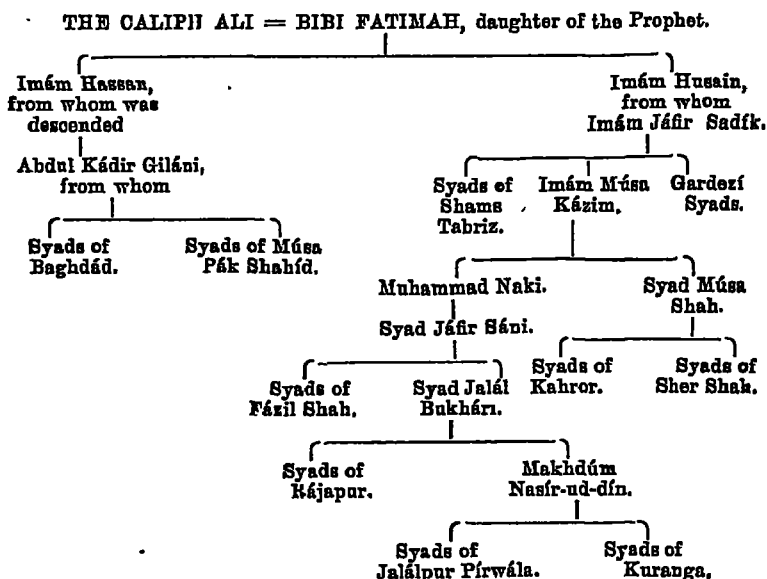 THE CALIPH ALI = BIBI FATIMAH, daughter of the Prophet.
Imám Hassan,
from whom was
descended
Imám Husain,
from whom
Imám Jáfir Sadík.
Abdul Kádir Giláni,
from whom
Syads of
Shams
Tabriz.
Imám Músa
Kázim.
Gardezí
Syads.
Syads of
Baghdád.
Syads of Músa
Pák Shahíd.
Muhammad Naki.
Syad Músa
Shah.
Syad Jáfir Sáni.
Syads of
Kahror.
Syads of
Sher Shah.
Syads of
Fázil Shah.
Syad Jalál
Bukhári.
Syads of
Rájapur.
Makhdúm
Nasír-ud-dín.
Syads of
Jalálpur Pírwála.
Syads of
Kuranga.